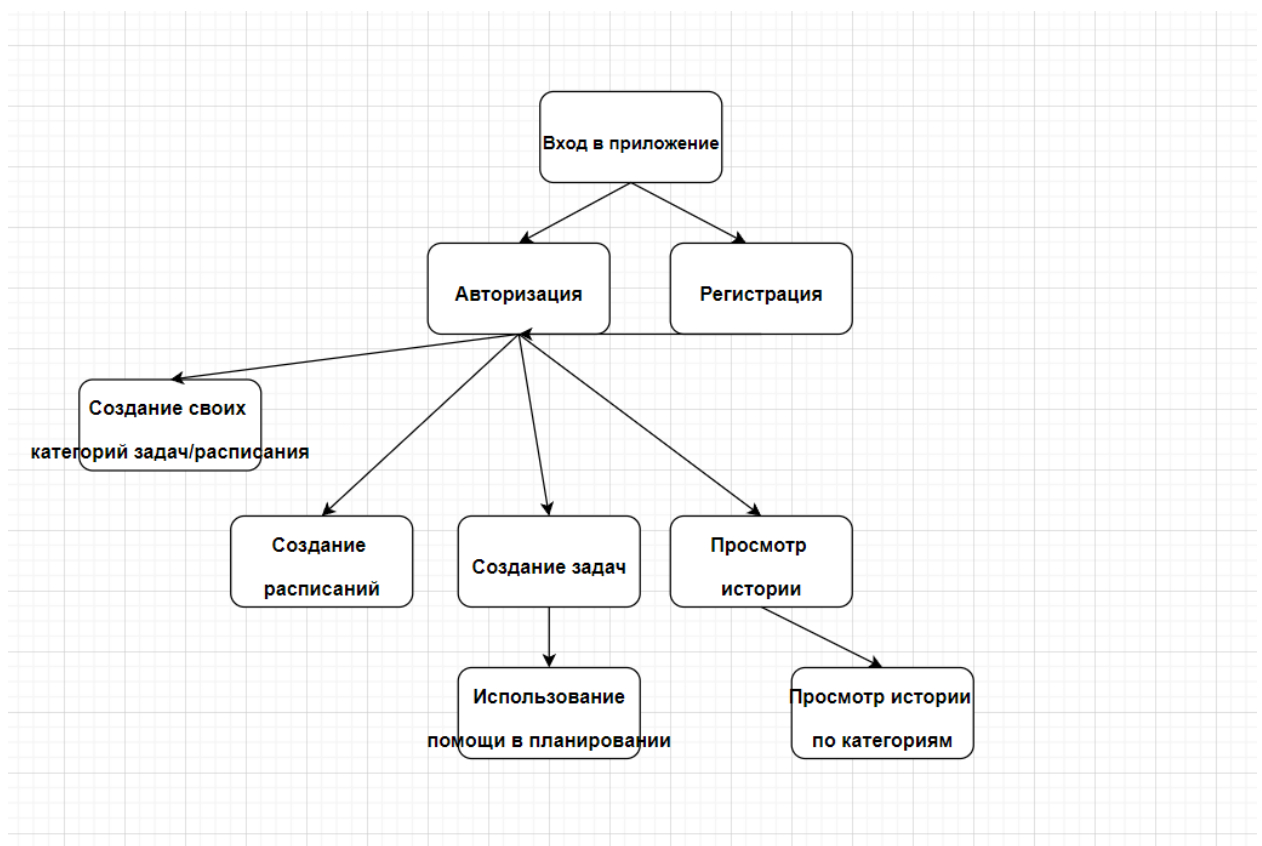 Вход в приложение
Авторизация
Регистрация
Создание своих
категорий задач/расписания
Создание
расписаний
Создание задач
Просмотр
истории
Использование
помощи в планировании
Просмотр истории
по категориям